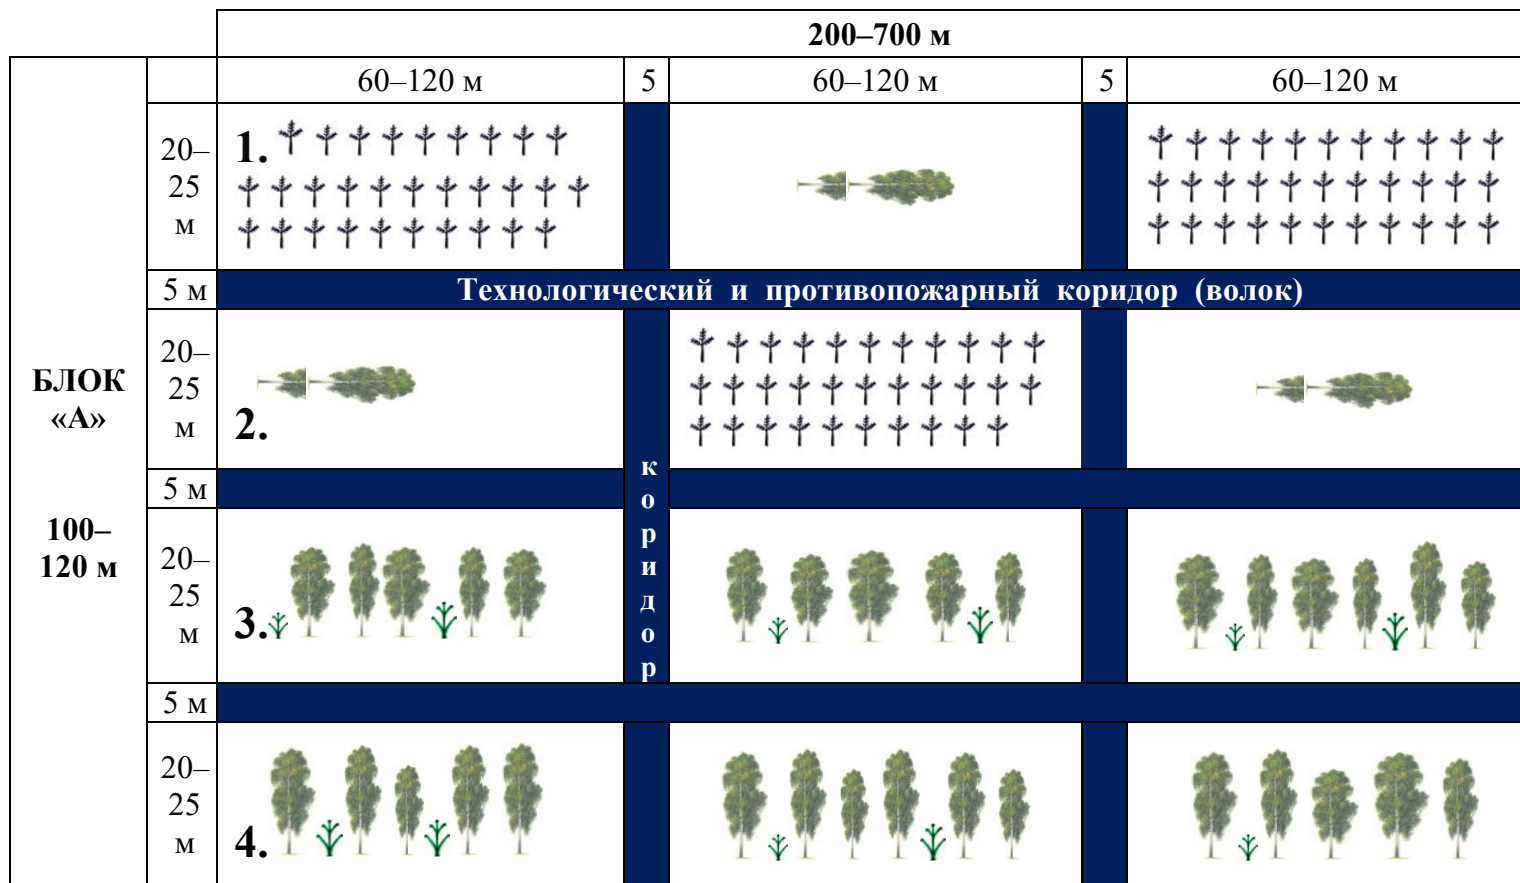 200–700 м
60–120 м 5 60–120 м 5 60–120 м
20–
25
м
1.
5 м
Технологический и противопожарный коридор (волок)
БЛОК
«А»
100–
120 м
20–
25
м
2.
5 м
коридор
20–
25
м
3.
5 м
20–
25
м
4.